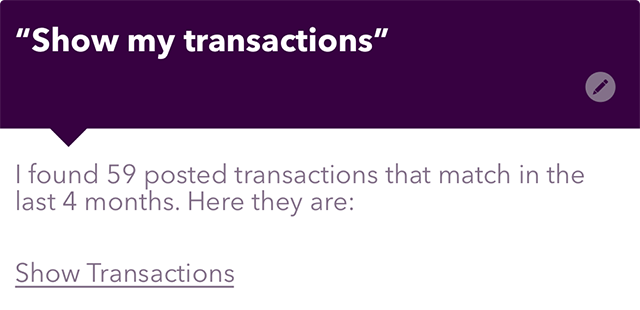 “Show my transactions”
I found 59 posted transactions that match in the
last 4 months. Here they are:
Show Transactions